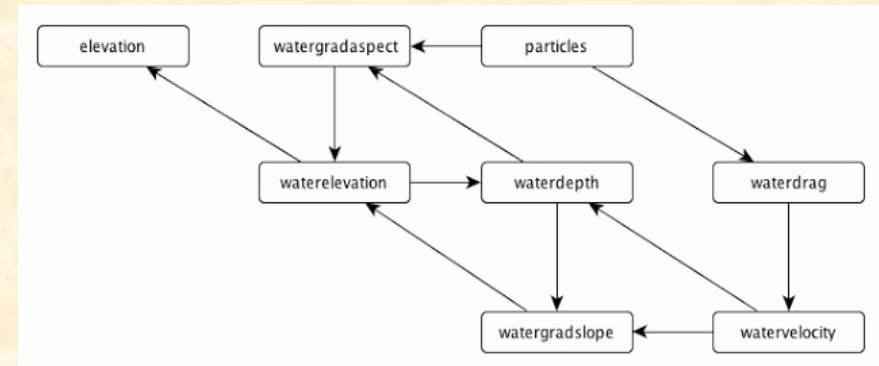 elevation
watergradaspect
particles
waterelevation
waterdepth
waterdrag
watergradslope
watervelocity